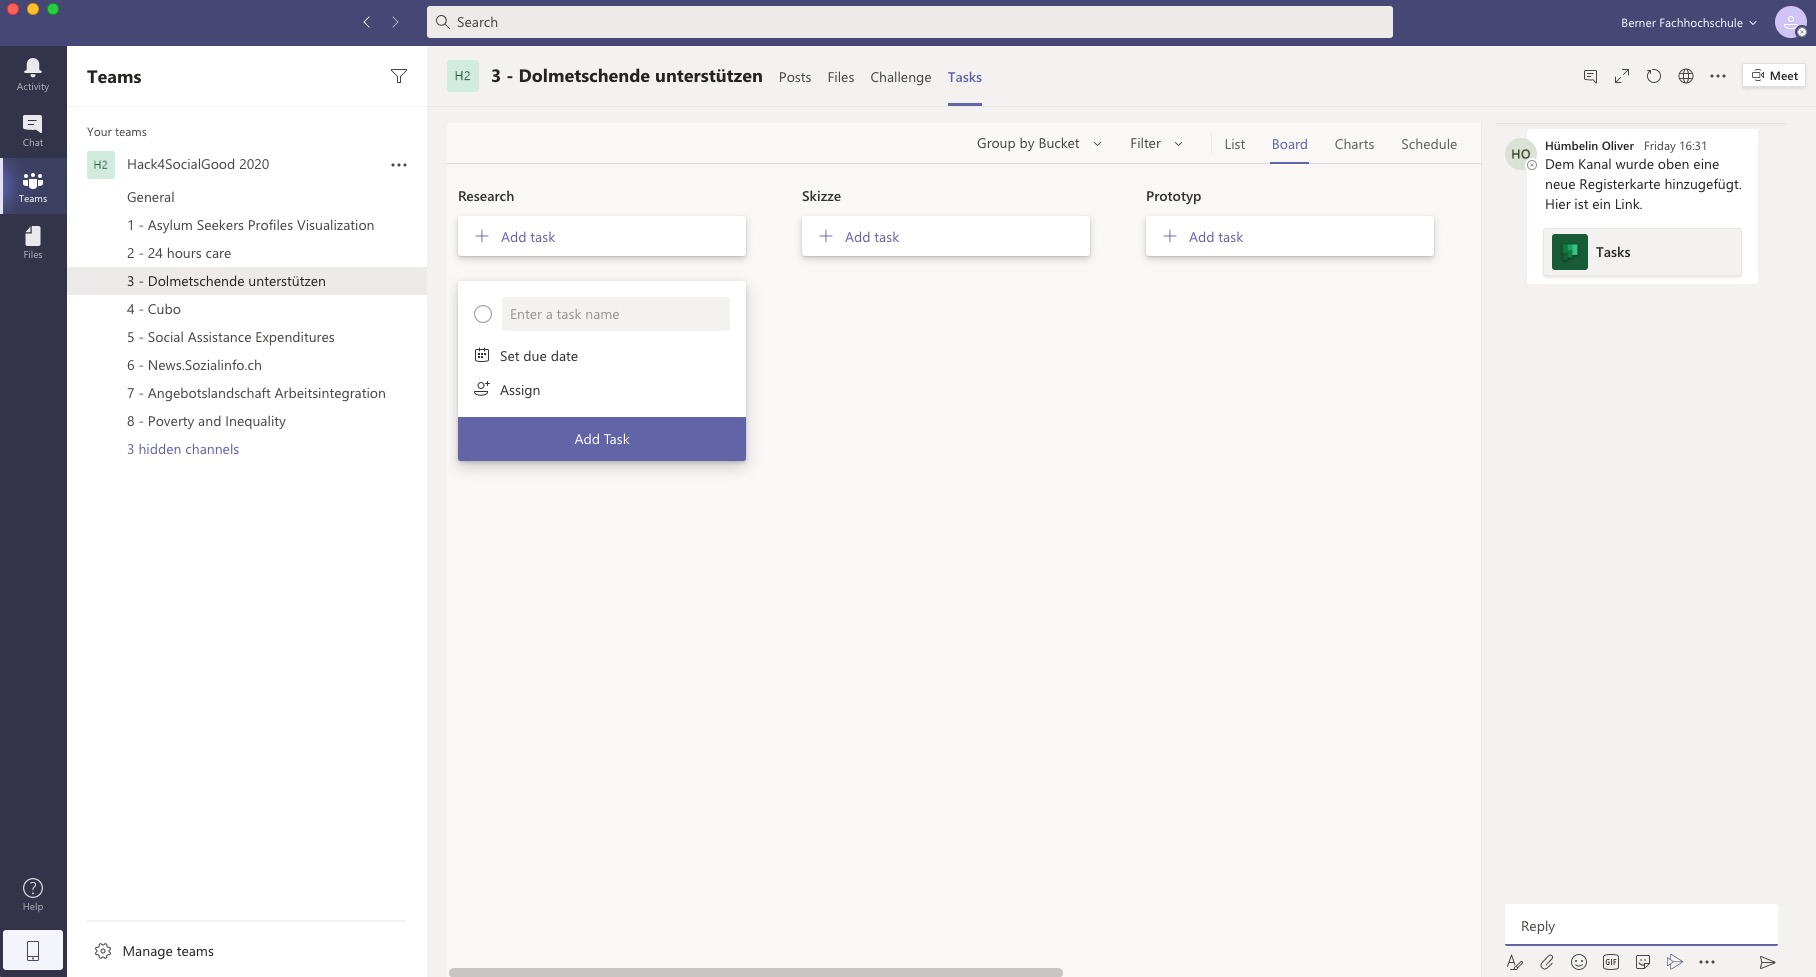 Search
Berner Fachhochschule
Activity
Chat
Teams
Files
Help
Teams
Your teams
H2 Hack4SocialGood 2020
General
1 - Asylum Seekers Profiles Visualization
2 - 24 hours care
3 - Dolmetschende unterstützen
4 - Cubo
5 - Social Assistance Expenditures
6 - News.Sozialinfo.ch
7 - Angebotslandschaft Arbeitsintegration
8 - Poverty and Inequality
3 hidden channels
Manage teams
H2 3 - Dolmetschende unterstützen Posts Files Challenge Tasks
Meet
Group by Bucket Filter List Board Charts Schedule
Research
Add task
Enter a task name
Set due date
Assign
Add Task
Skizze
Add task
Prototyp
Add task
HO
Hümbelin Oliver Friday 16:31
Dem Kanal wurde oben eine
neue Registerkarte hinzugefügt.
Hier ist ein Link.
Tasks
Reply
GIF